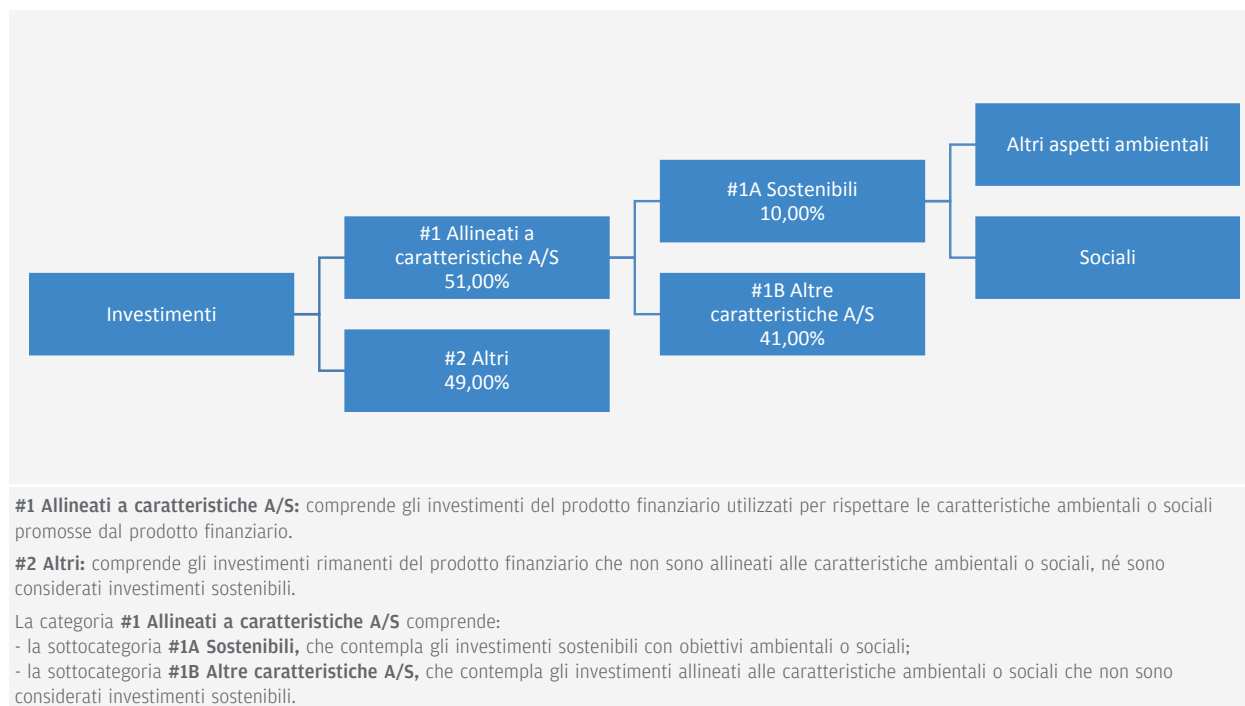 Investimenti
#1 Allineati a
caratteristiche A/S
51,00%
#2 Altri
49,00%
#1A Sostenibili
10,00%
#1B Altre
caratteristiche A/S
41,00%
Altri aspetti ambientali
Sociali
#1 Allineati a caratteristiche A/S: comprende gli investimenti del prodotto finanziario utilizzati per rispettare le caratteristiche ambientali o sociali
promosse dal prodotto finanziario.
#2 Altri: comprende gli investimenti rimanenti del prodotto finanziario che non sono allineati alle caratteristiche ambientali o sociali, né sono
considerati investimenti sostenibili.
La categoria #1 Allineati a caratteristiche A/S comprende:
- la sottocategoria #1A Sostenibili, che contempla gli investimenti sostenibili con obiettivi ambientali o sociali;
- la sottocategoria #1B Altre caratteristiche A/S, che contempla gli investimenti allineati alle caratteristiche ambientali o sociali che non sono
considerati investimenti sostenibili.